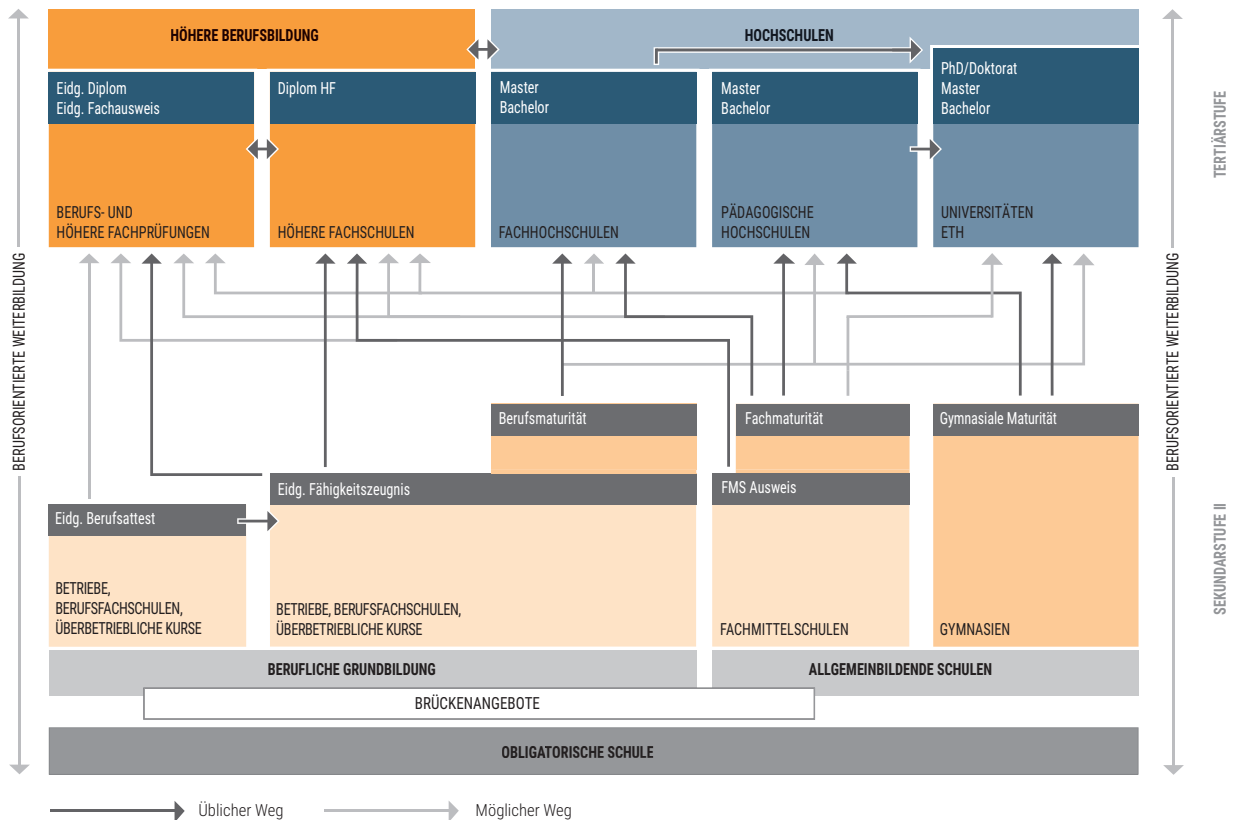 HÖHERE BERUFSBILDUNG
HOCHSCHULEN
Eidg. Diplom
Eidg. Fachausweis
Diplom HF
Master
Bachelor
Master
Bachelor
PhD/Doktorat
Master
Bachelor
BERUFS- UND
HÖHERE FACHPRÜFUNGEN
HÖHERE FACHSCHULEN
FACHHOCHSCHULEN
PÄDAGOGISCHE
HOCHSCHULEN
UNIVERSITÄTEN
ETH
TERTIÄRSTUFE
BERUFSORIENTIERTE WEITERBILDUNG
BERUFSORIENTIERTE WEITERBILDUNG
Berufsmaturität
Fachmaturität
Gymnasiale Maturität
Eidg. Fähigkeitszeugnis
FMS Ausweis
Eidg. Berufsattest
SEKUNDARSTUFE II
BETRIEBE,
BERUFSFACHSCHULEN,
ÜBERBETRIEBLICHE KURSE
BETRIEBE, BERUFSFACHSCHULEN,
ÜBERBETRIEBLICHE KURSE
FACHMITTELSCHULEN
GYMNASIEN
BERUFLICHE GRUNDBILDUNG
ALLGEMEINBILDENDE SCHULEN
BRÜCKENANGEBOTE
OBLIGATORISCHE SCHULE
Üblicher Weg
Möglicher Weg